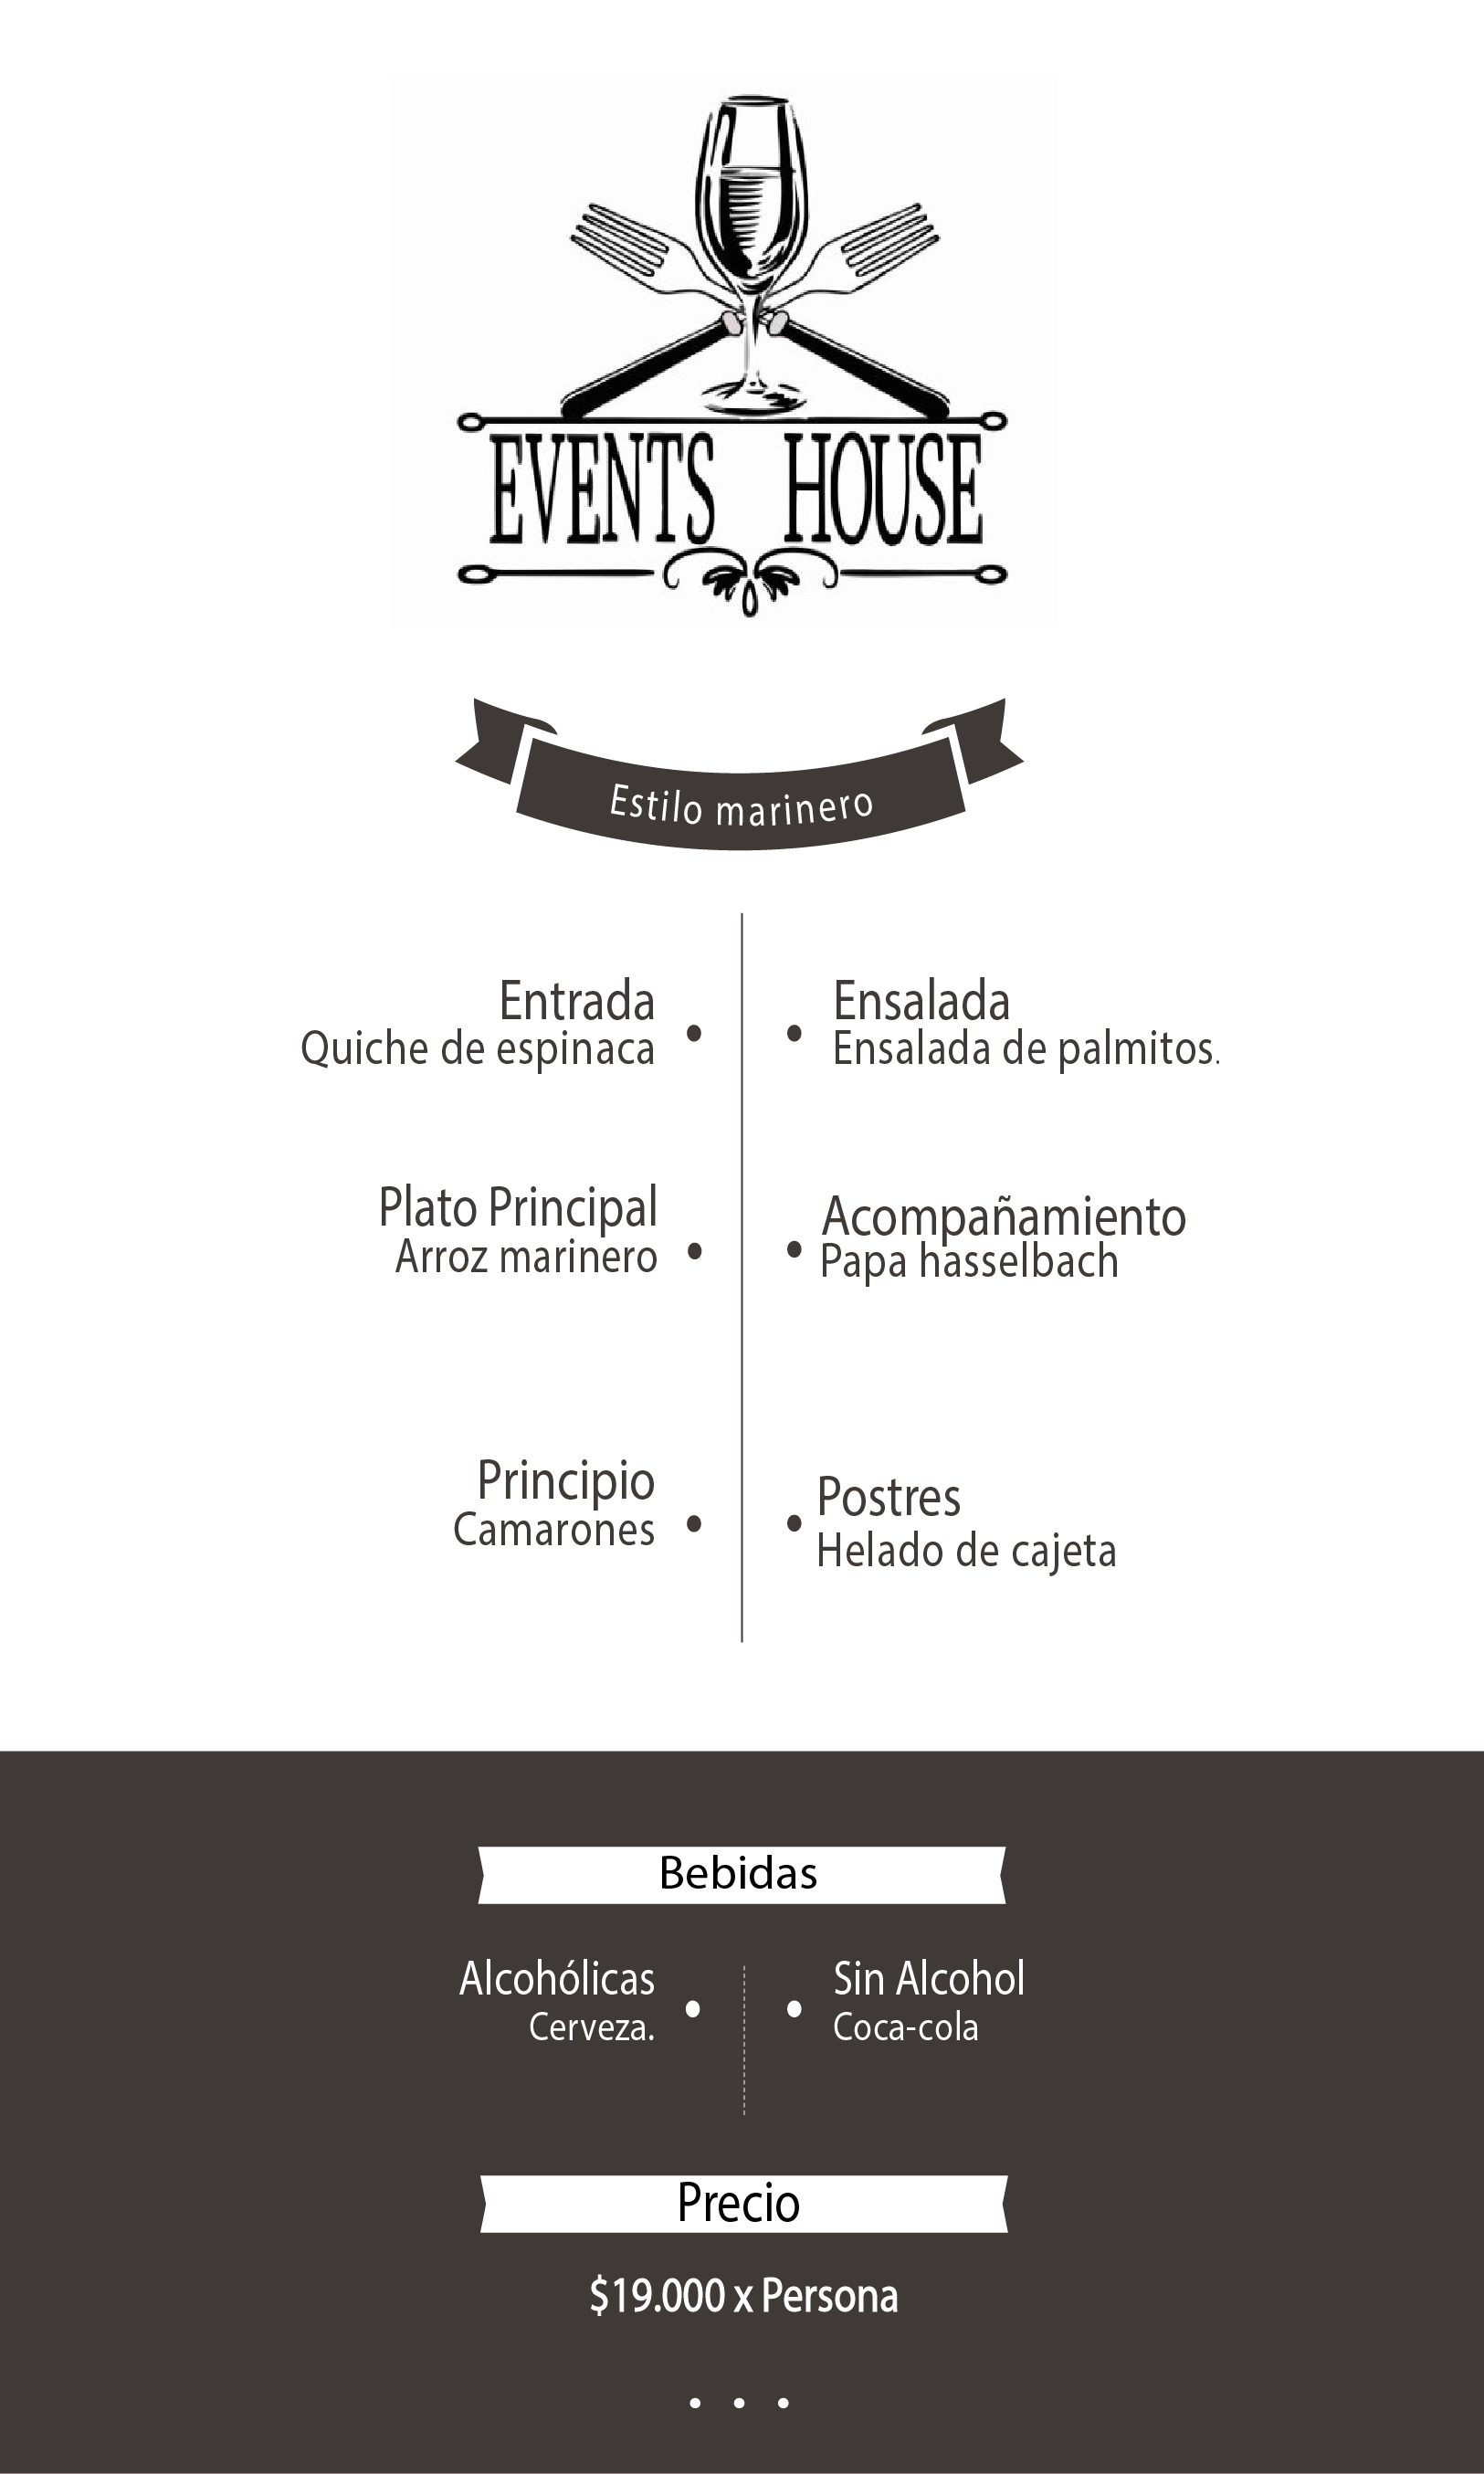 EVENTS HOUSE
Estilo marinero
Entrada
Quiche de espinaca
Ensalada
Ensalada de palmitos.
Plato Principal
Arroz marinero
Acompañamiento
Papa hasselbach
Principio
Camarones
Postres
Helado de cajeta
Bebidas
Alcohólicas
Cerveza.
Sin Alcohol
Coca-cola
Precio
$19.000 x Persona